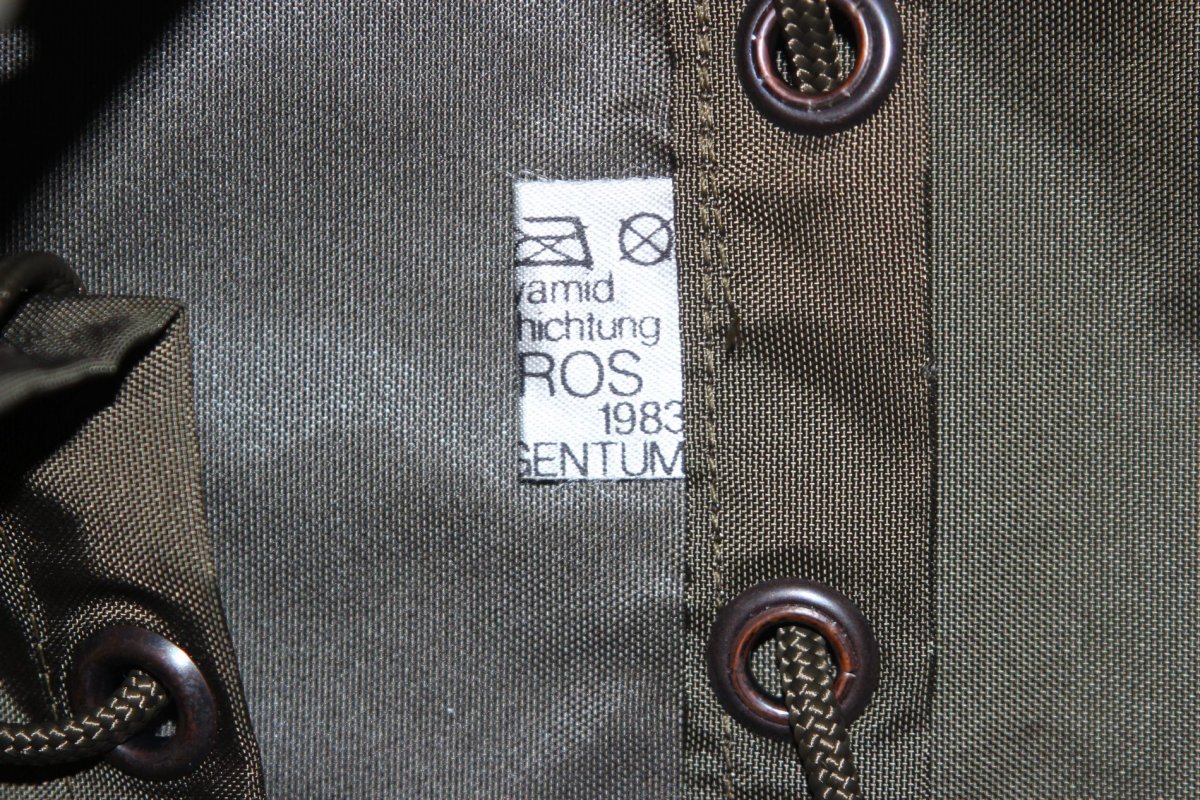 yamid
hichtung
ROS
1983
GENTUM